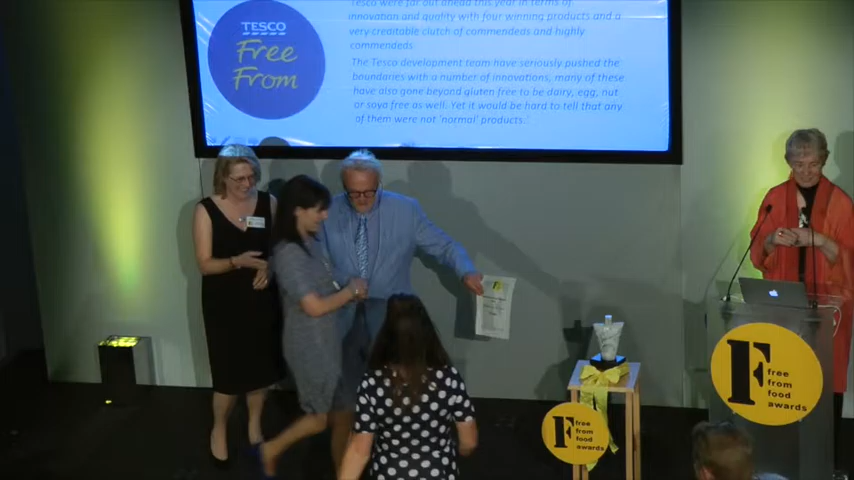 Tesco were far out ahead this year in terms of
innovation and quality with four winning products and a
very creditable clutch of commendeds and highly
commendeds.
The Tesco development team have seriously pushed the
boundaries with a number of innovations, many of these
have also gone beyond gluten free to be dairy, egg, nut
or soya free as well. Yet it would be hard to tell that any
of them were not 'normal' products.
TESCO
Free
From
F free
from
food
awards
F free
from
food
awards